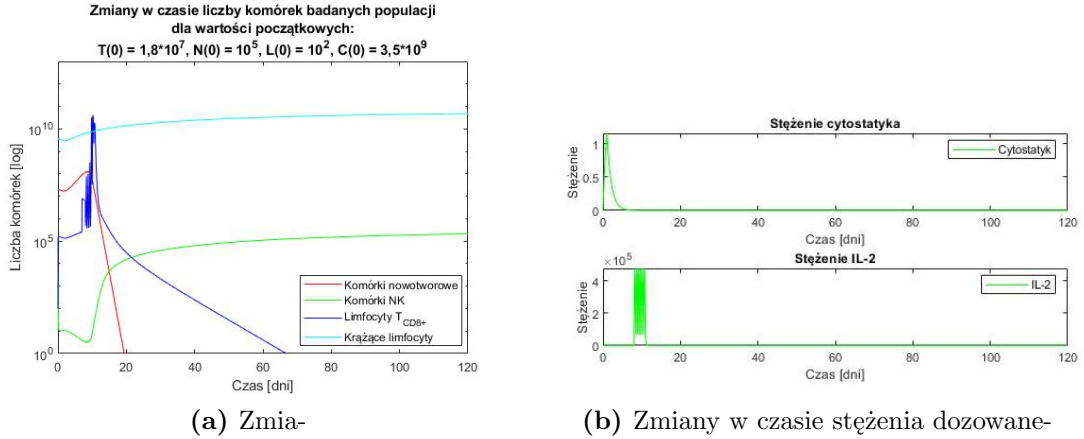 Zmiany w czasie liczby komórek badanych populacji
dla wartości początkowych:
T(0) = 1,8*10^7, N(0) = 10^5, L(0) = 10^2, C(0) = 3,5*10^9
Liczba komórek [log]
10^10
10^5
10^0
0 20 40 60 80 100 120
Czas [dni]
Komórki nowotworowe
Komórki NK
Limfocyty T_CD8+
Krążące limfocyty
(a) Zmia-
Stężenie cytostatyka
Stężenie
1
0.5
0
Cytostatyk
0 20 40 60 80 100 120
Czas [dni]
Stężenie IL-2
×10^5
Stężenie
4
2
0
IL-2
0 20 40 60 80 100 120
Czas [dni]
(b) Zmiany w czasie stężenia dozowane-